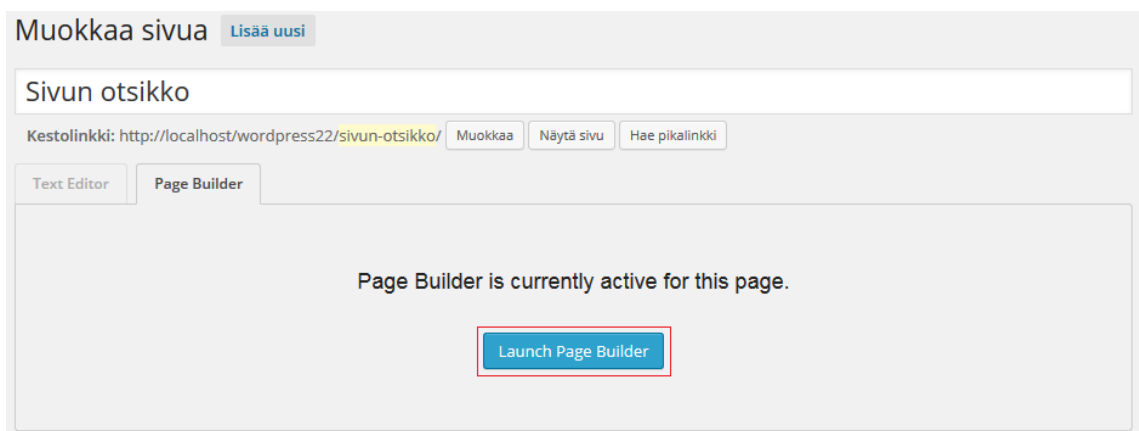 Muokkaa sivua Lisää uusi
Sivun otsikko
Kestolinkki: http://localhost/wordpress22/sivun-otsikko/ Muokkaa Näytä sivu Hae pikalinkki
Text Editor Page Builder
Page Builder is currently active for this page.
Launch Page Builder